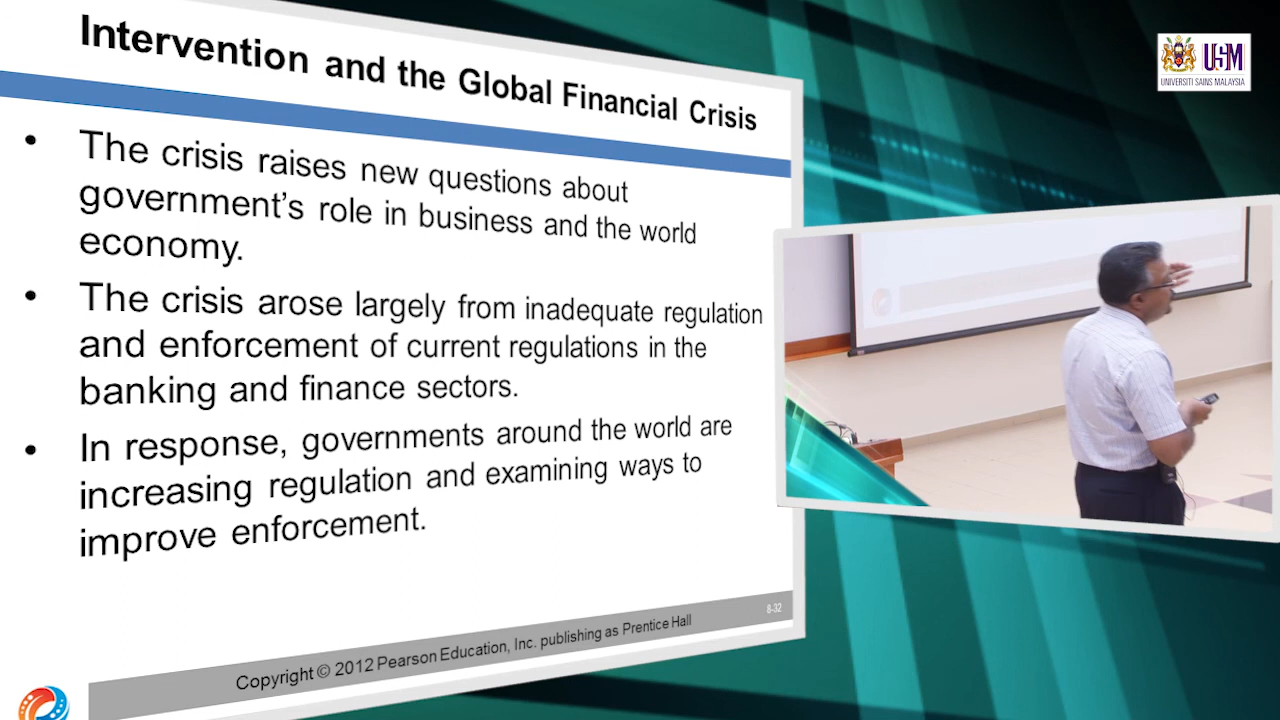 Intervention and the Global Financial Crisis
• The crisis raises new questions about
government's role in business and the world
economy.
• The crisis arose largely from inadequate regulation
and enforcement of current regulations in the
banking and finance sectors.
• In response, governments around the world are
increasing regulation and examining ways to
improve enforcement.
8-32
Copyright © 2012 Pearson Education, Inc. publishing as Prentice Hall
USM
UNIVERSITI SAINS MALAYSIA